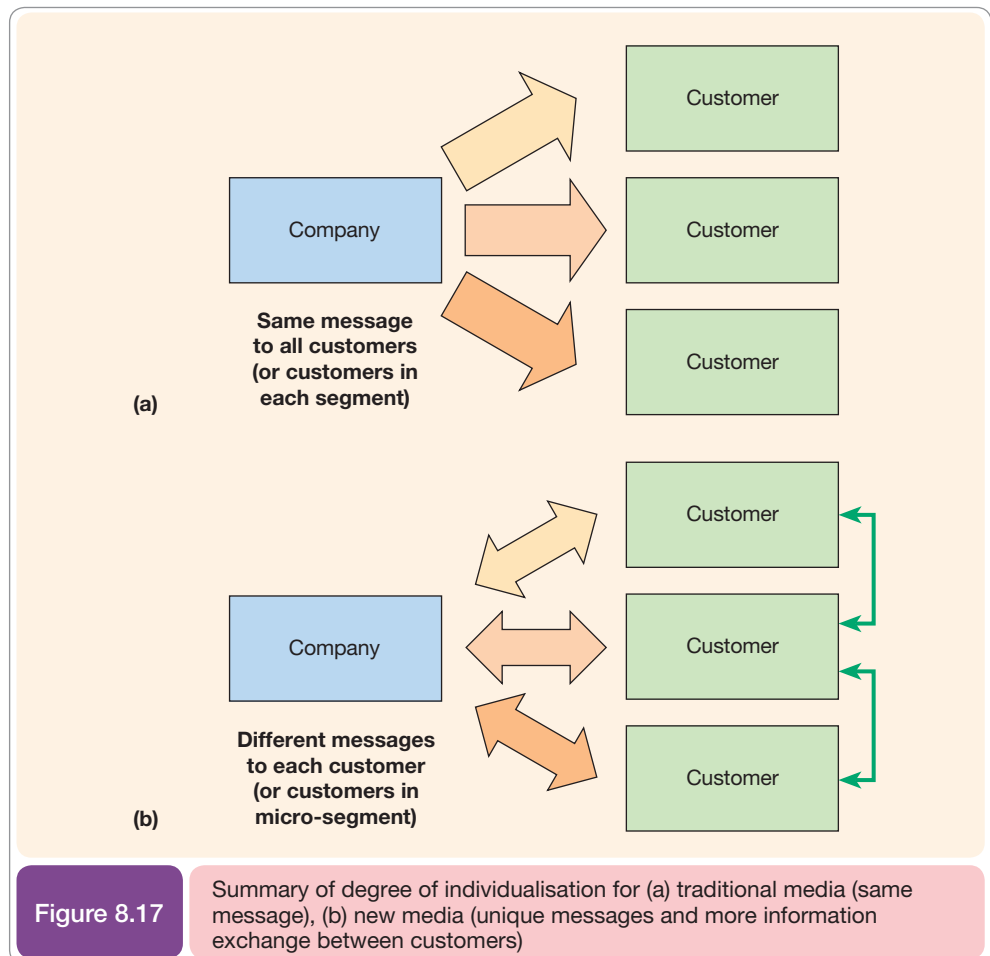 Customer
Company
Customer
Same message
to all customers
(or customers in
each segment)
Customer
(a)
Customer
Company
Customer
Different messages
to each customer
(or customers in
micro-segment)
Customer
(b)
Figure 8.17
Summary of degree of individualisation for (a) traditional media (same
message), (b) new media (unique messages and more information
exchange between customers)